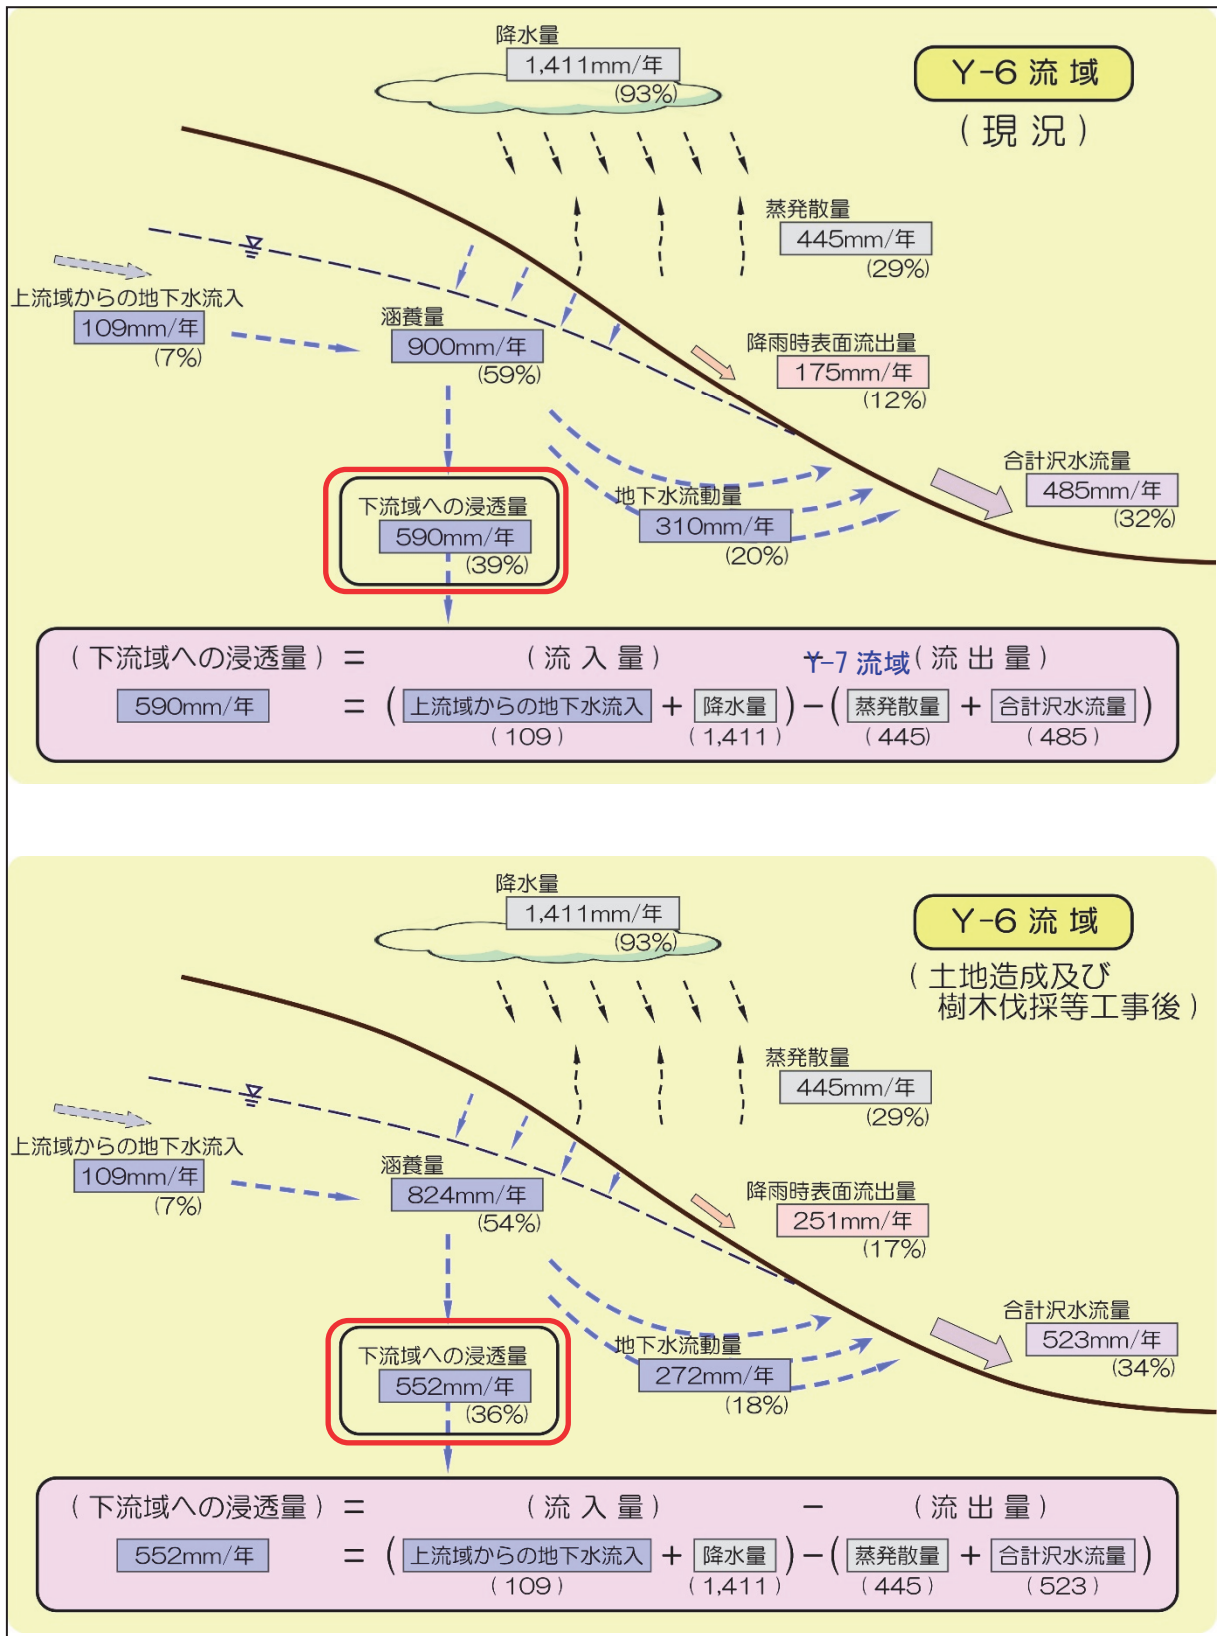 降水量
1,411mm/年
(93%)
Y-6 流域
( 現 況 )
蒸発散量
445mm/年
(29%)
上流域からの地下水流入
109mm/年
(7%)
涵養量
900mm/年
(59%)
降雨時表面流出量
175mm/年
(12%)
下流域への浸透量
590mm/年
(39%)
地下水流動量
310mm/年
(20%)
合計沢水流量
485mm/年
(32%)
( 下流域への浸透量 ) = ( 流 入 量 ) - ( 流 出 量 )
Y-7 流域
590mm/年 = ( 上流域からの地下水流入 + 降水量 ) - ( 蒸発散量 + 合計沢水流量 )
( 109 ) ( 1,411 ) ( 445) ( 485 )
降水量
1,411mm/年
(93%)
Y-6 流域
( 土地造成及び
樹木伐採等工事後 )
蒸発散量
445mm/年
(29%)
上流域からの地下水流入
109mm/年
(7%)
涵養量
824mm/年
(54%)
降雨時表面流出量
251mm/年
(17%)
下流域への浸透量
552mm/年
(36%)
地下水流動量
272mm/年
(18%)
合計沢水流量
523mm/年
(34%)
( 下流域への浸透量 ) = ( 流 入 量 ) - ( 流 出 量 )
552mm/年 = ( 上流域からの地下水流入 + 降水量 ) - ( 蒸発散量 + 合計沢水流量 )
( 109 ) ( 1,411 ) ( 445 ) ( 523 )